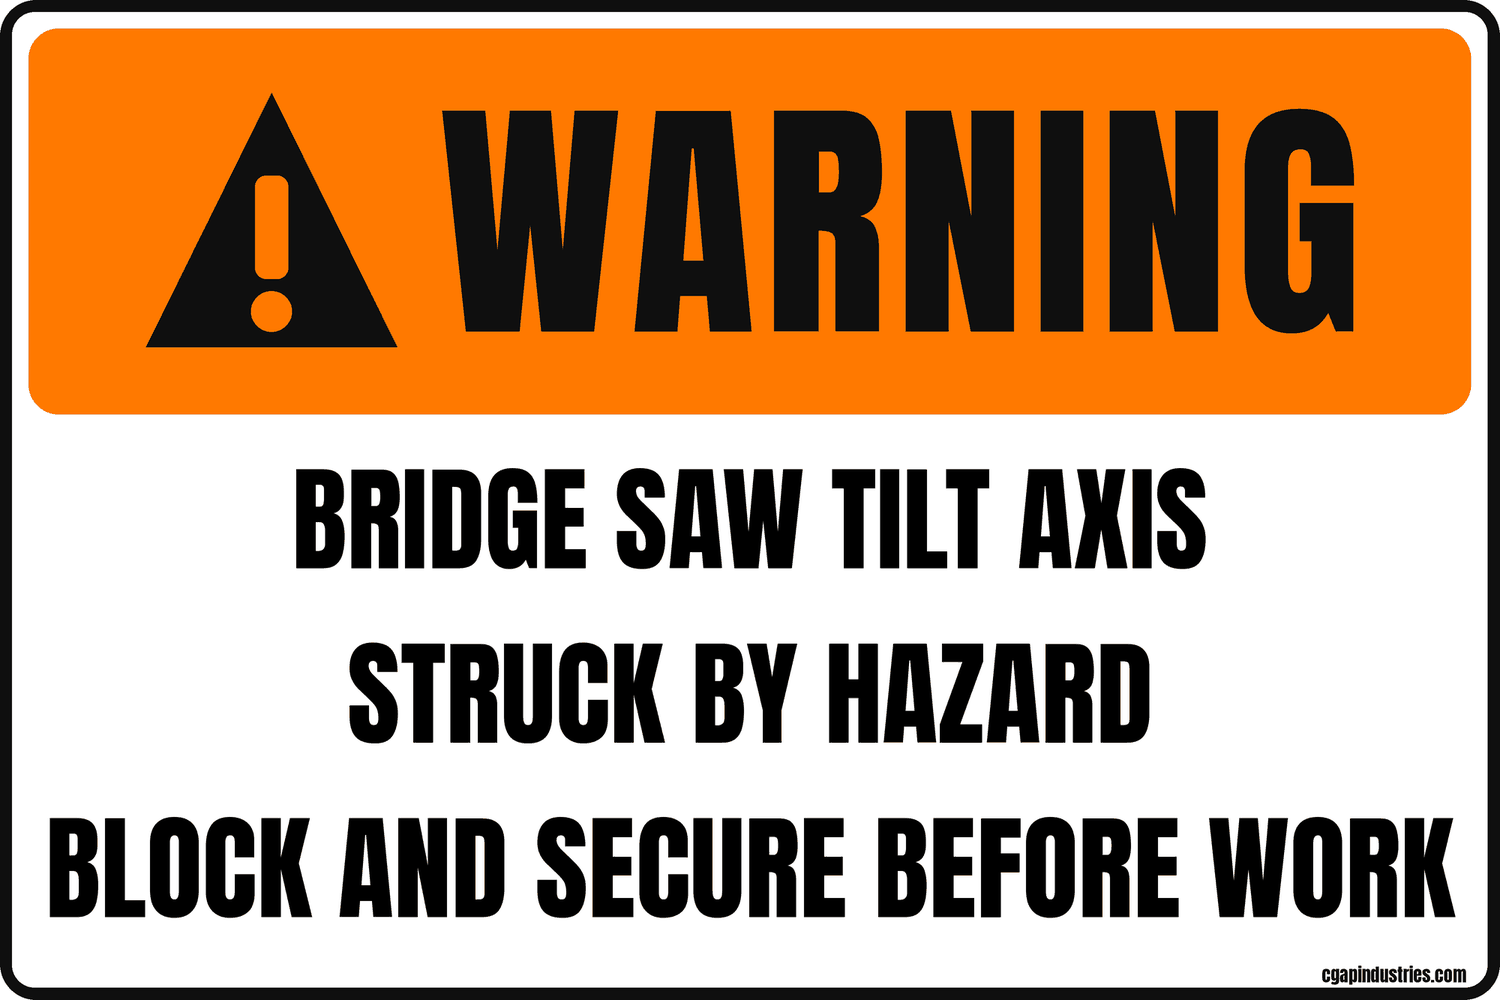 WARNING
BRIDGE SAW TILT AXIS
STRUCK BY HAZARD
BLOCK AND SECURE BEFORE WORK
cgapindustries.com